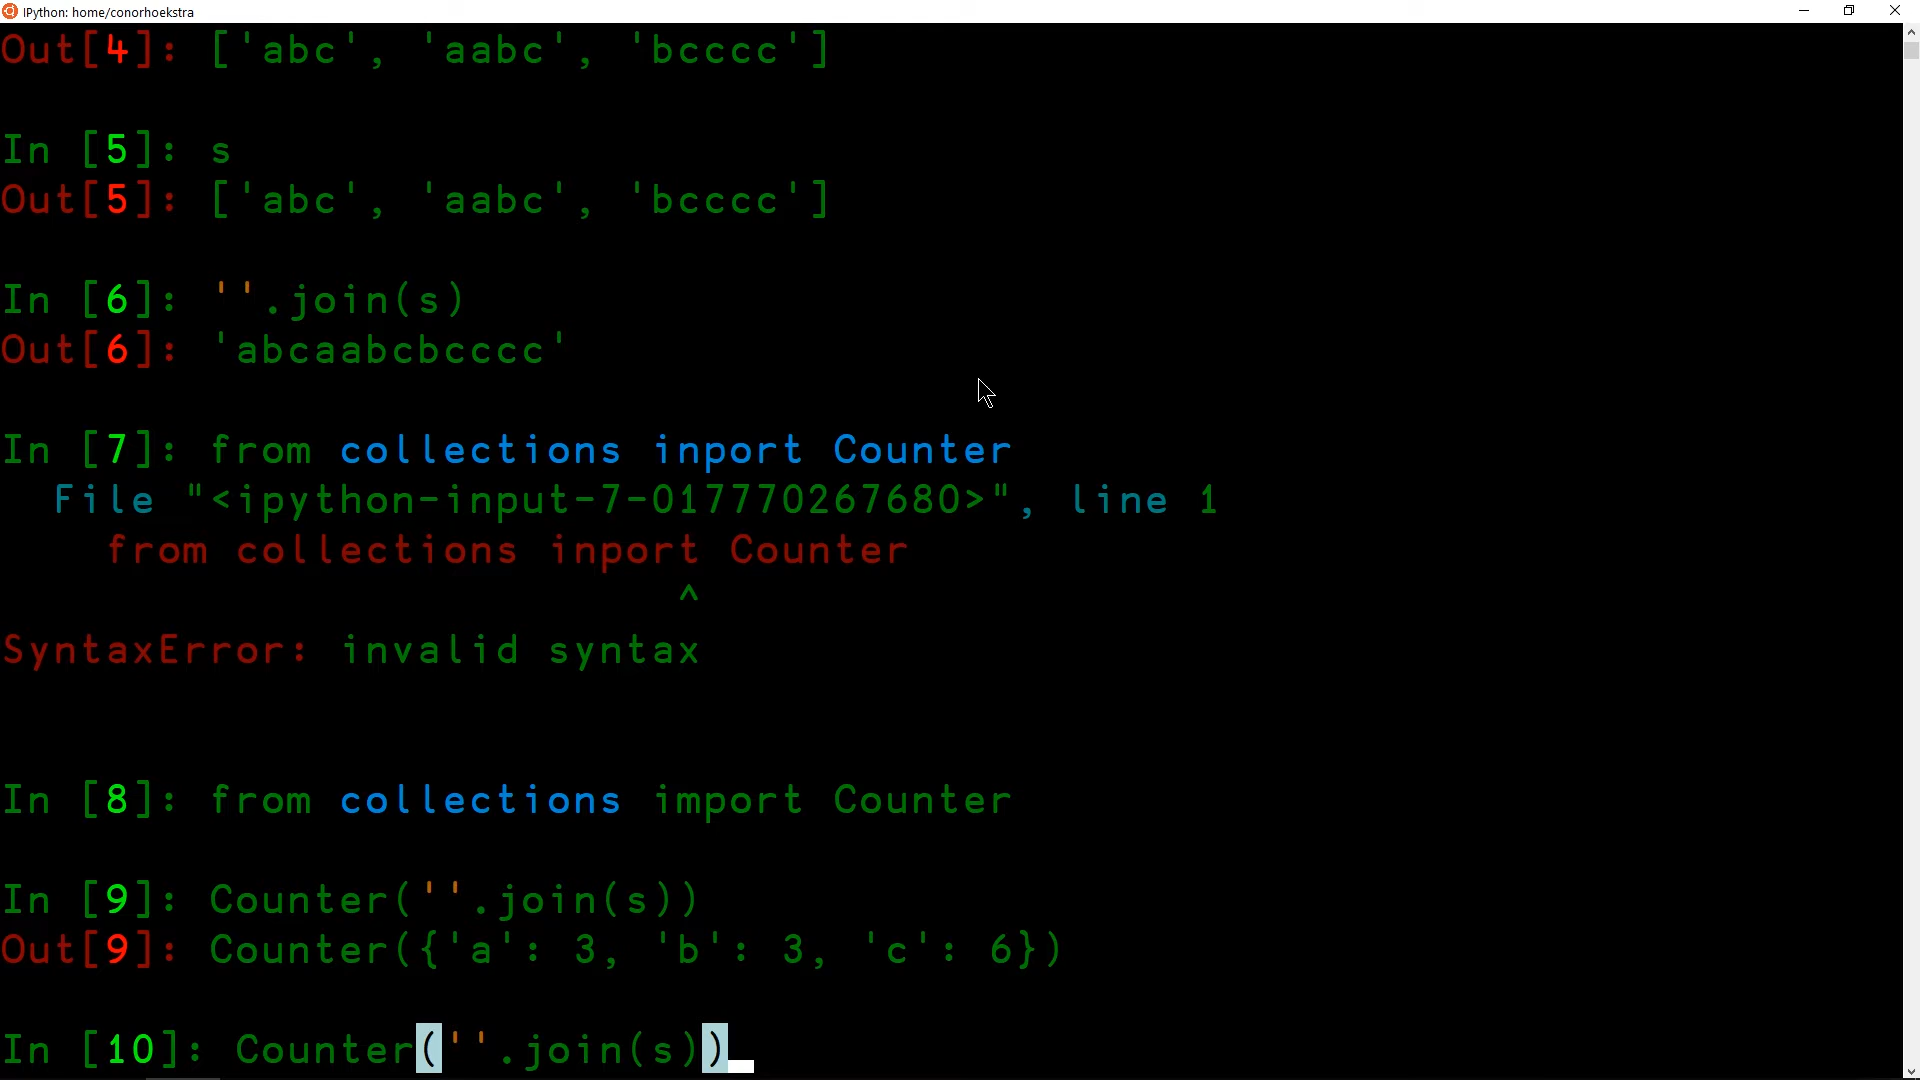 IPython: home/conorhoekstra
Out[4]: ['abc', 'aabc', 'bcccc']
In [5]: s
Out[5]: ['abc', 'aabc', 'bcccc']
In [6]: ''.join(s)
Out[6]: 'abcaabcbcccc'
In [7]: from collections inport Counter
File "<ipython-input-7-017770267680>", line 1
from collections inport Counter
^
SyntaxError: invalid syntax
In [8]: from collections import Counter
In [9]: Counter(''.join(s))
Out[9]: Counter({'a': 3, 'b': 3, 'c': 6})
In [10]: Counter(''.join(s))